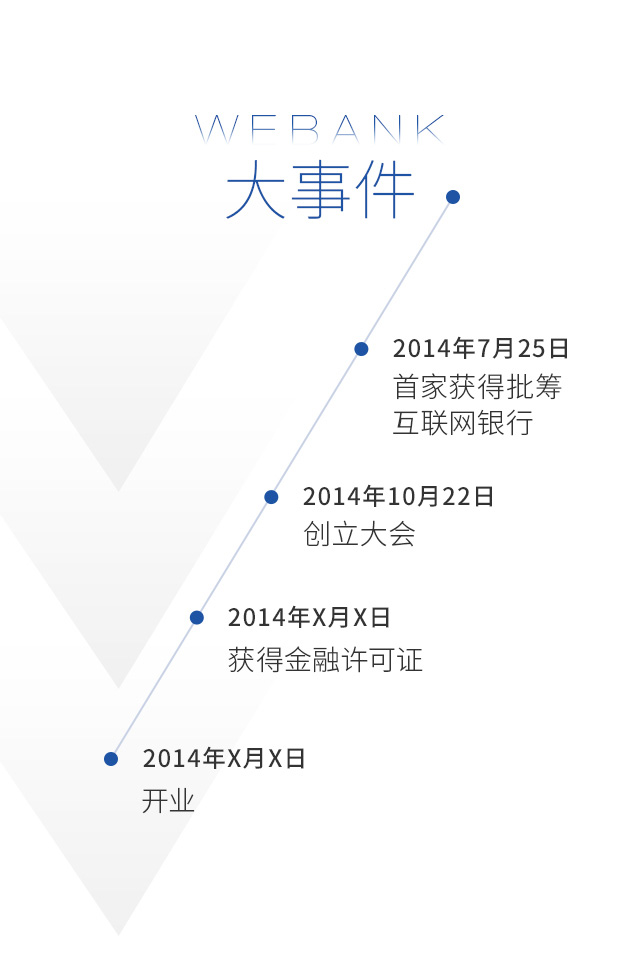 WEBANK
大事件
2014年7月25日
首家获得批筹
互联网银行
2014年10月22日
创立大会
2014年X月X日
获得金融许可证
2014年X月X日
开业